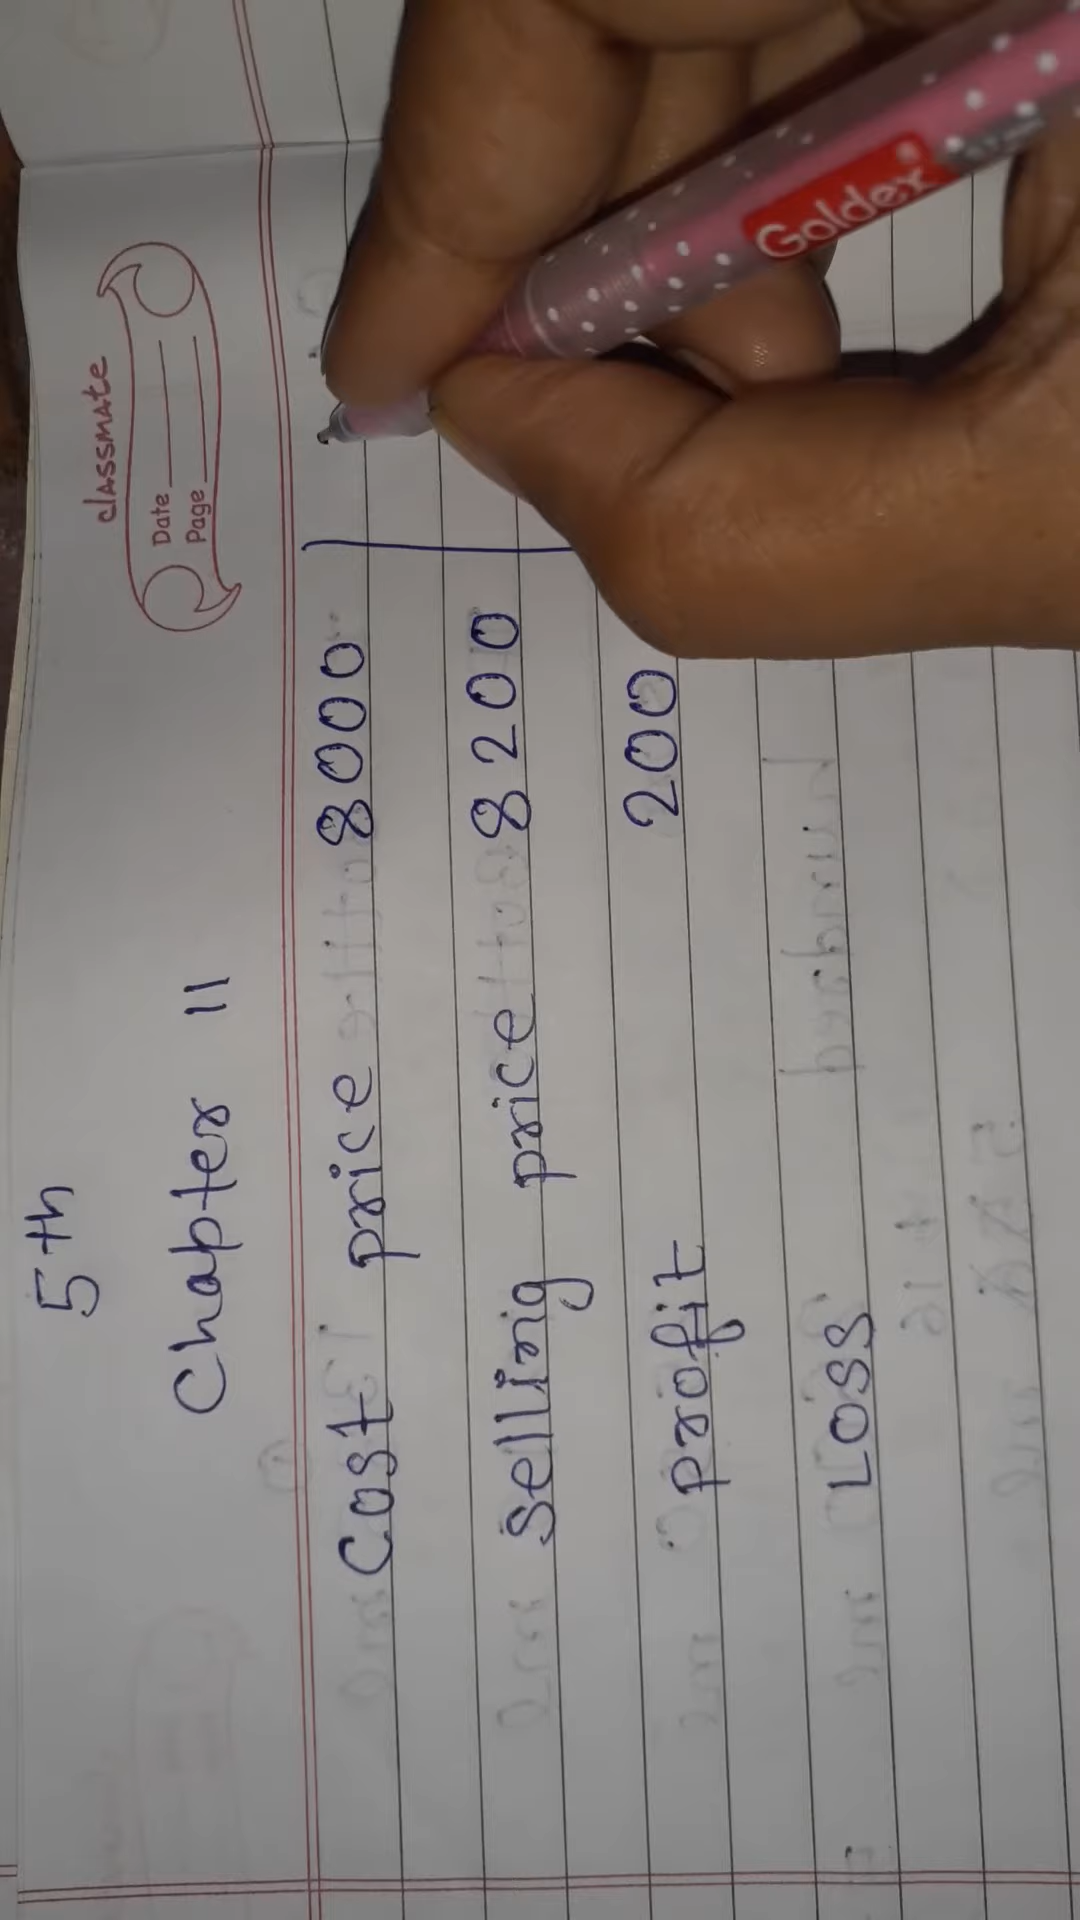 classmate
Date
Page
5th
Chapter 11
Cost price 8000
Selling price 8200
Profit 200
Loss
Goldex